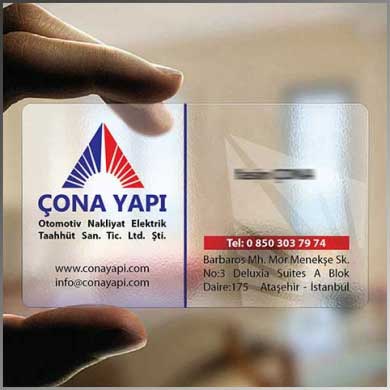 ÇONA YAPI
Otomotiv Nakliyat Elektrik
Taahhüt San. Tic. Ltd. Şti.
www.conayapi.com
info@conayapi.com
Tel: 0 850 303 79 74
Barbaros Mh. Mor Menekşe Sk.
No:3 Deluxia Suites A Blok
Daire:175 Ataşehir - İstanbul